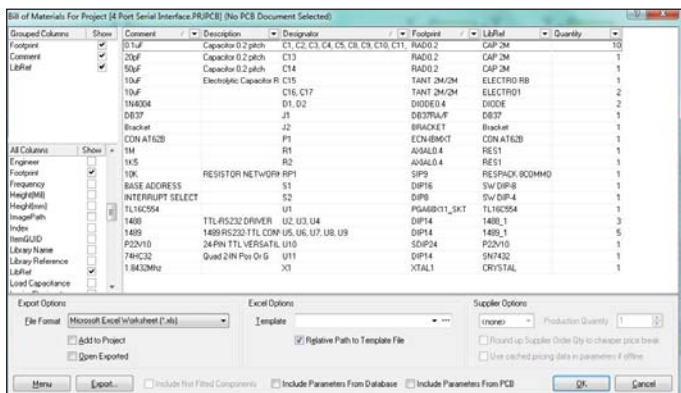 Bill of Materials For Project [4 Port Serial Interface.PRJPCB] (No PCB Document Selected)
Grouped Columns Show
Footprint
Comment
LibRef
All Columns Show
Engineer
Footprint
Frequency
Height(Mil)
Height(mm)
ImagePath
Index
ItemGUID
Library Name
Library Reference
LibRef
Load Capacitance
Comment Description Designator Footprint LibRef Quantity
0.1uF Capacitor 0.2 pitch C1, C2, C3, C4, C5, C8, C9, C10, C11, RAD0.2 CAP 2M 10
20pF Capacitor 0.2 pitch C13 RAD0.2 CAP 2M 1
50pF Capacitor 0.2 pitch C14 RAD0.2 CAP 2M 1
10uF Electrolytic Capacitor R C15 TANT 2M/2M ELECTRO RB 1
10uF C16, C17 TANT 2M/2M ELECTRO1 2
1N4004 D1, D2 DIODE0.4 DIODE 2
DB37 J1 DB37RA/F DB37 1
Bracket J2 BRACKET Bracket 1
CON AT62B P1 ECN-IBMXT CON AT62B 1
1M R1 AXIAL0.4 RES1 1
1K5 R2 AXIAL0.4 RES1 1
10K RESISTOR NETWORK RP1 SIP9 RESPACK 8COMMO 1
BASE ADDRESS S1 DIP16 SW DIP-8 1
INTERRUPT SELECT S2 DIP8 SW DIP-4 1
TL16C554 U1 PGA68X11_SKT TL16C554 1
1488 TTL-RS232 DRIVER U2, U3, U4 DIP14 1488_1 3
1489 1489 RS232-TTL CONV U5, U6, U7, U8, U9 DIP14 1489_1 5
P22V10 24-PIN TTL VERSATIL U10 SDIP24 P22V10 1
74HC32 Quad 2-IN Pos Or G U11 DIP14 SN7432 1
1.8432Mhz X1 XTAL1 CRYSTAL 1
Export Options
File Format Microsoft Excel Worksheet (*.xls)
Add to Project
Open Exported
Excel Options
Template
Relative Path to Template File
Supplier Options
<none> Production Quantity 1
Round up Supplier Order Qty to cheaper price break
Use cached pricing data in parameters if offline
Menu Export... Include Not Fitted Components Include Parameters From Database Include Parameters From PCB OK Cancel